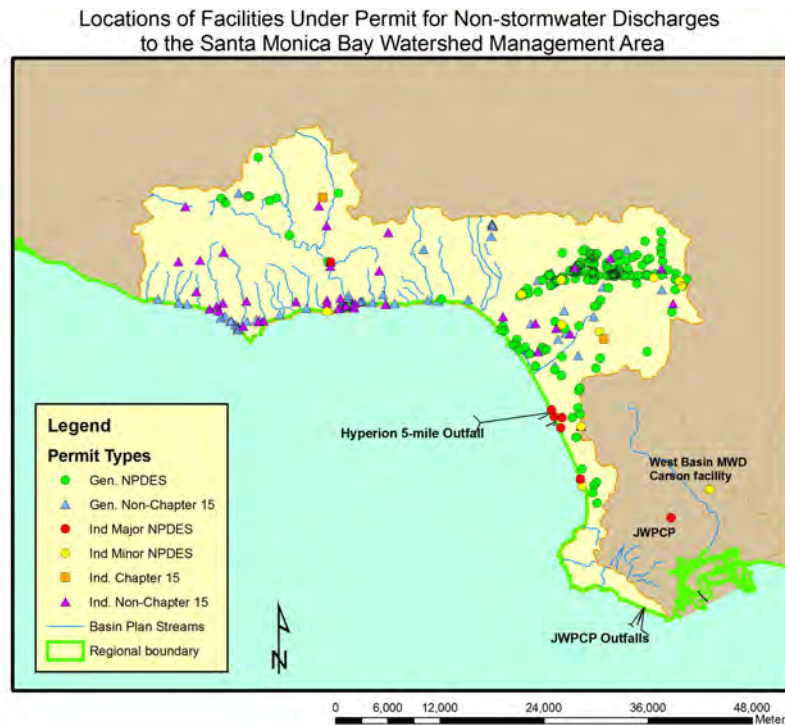 Locations of Facilities Under Permit for Non-stormwater Discharges
to the Santa Monica Bay Watershed Management Area
Hyperion 5-mile Outfall
West Basin MWD
Carson facility
JWPCP
JWPCP Outfalls
Legend
Permit Types
Gen. NPDES
Gen. Non-Chapter 15
Ind Major NPDES
Ind Minor NPDES
Ind. Chapter 15
Ind. Non-Chapter 15
Basin Plan Streams
Regional boundary
N
0 6,000 12,000 24,000 36,000 48,000
Meter